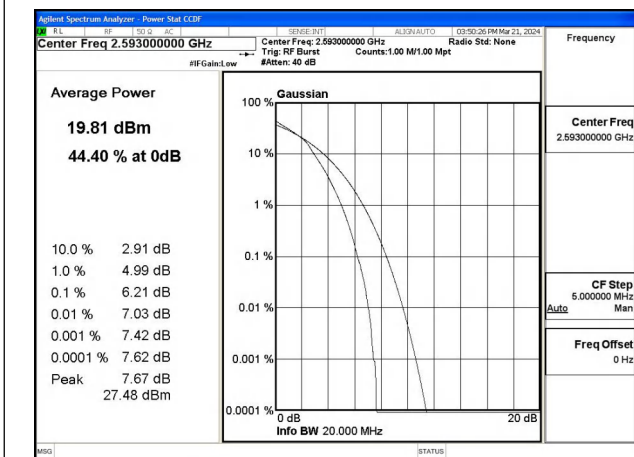 Agilent Spectrum Analyzer - Power Stat CCDF
RL RF 50 Ω AC SENSE:INT ALIGNAUTO 03:50:26 PM Mar 21, 2024
Center Freq 2.593000000 GHz
Center Freq: 2.593000000 GHz Radio Std: None
Trig: RF Burst Counts:1.00 M/1.00 Mpt
#IFGain:Low #Atten: 40 dB
Frequency
Average Power
19.81 dBm
44.40 % at 0dB
10.0 % 2.91 dB
1.0 % 4.99 dB
0.1 % 6.21 dB
0.01 % 7.03 dB
0.001 % 7.42 dB
0.0001 % 7.62 dB
Peak 7.67 dB
27.48 dBm
Gaussian
100 %
10 %
1 %
0.1 %
0.01 %
0.001 %
0.0001 %
0 dB 20 dB
Info BW 20.000 MHz
Center Freq
2.593000000 GHz
CF Step
5.000000 MHz
Auto Man
Freq Offset
0 Hz
MSG STATUS